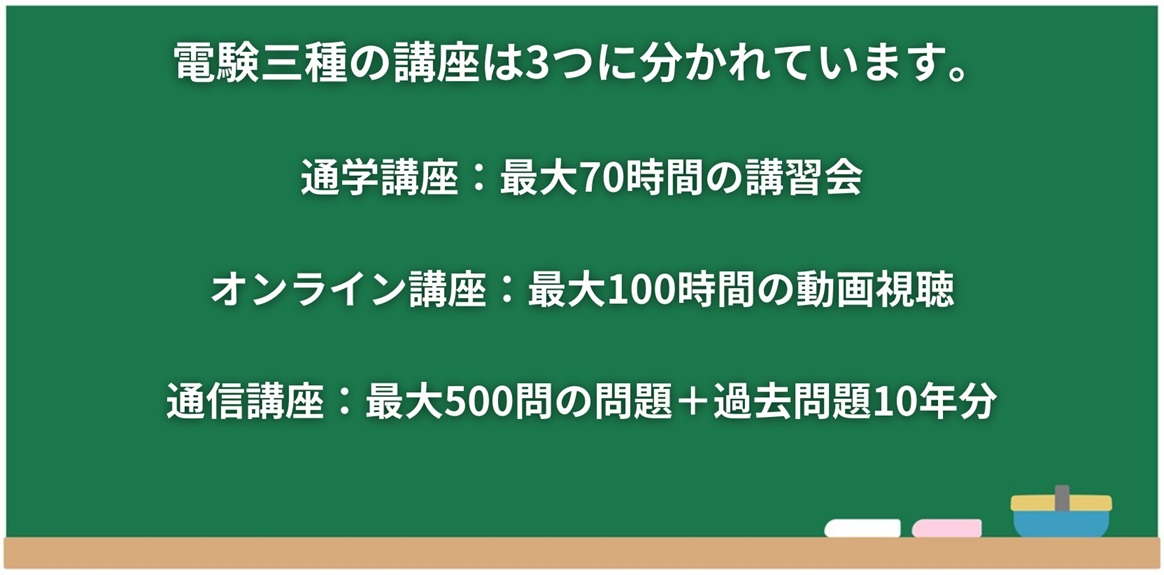 電験三種の講座は3つに分かれています。
通学講座：最大70時間の講習会
オンライン講座：最大100時間の動画視聴
通信講座：最大500問の問題＋過去問題10年分